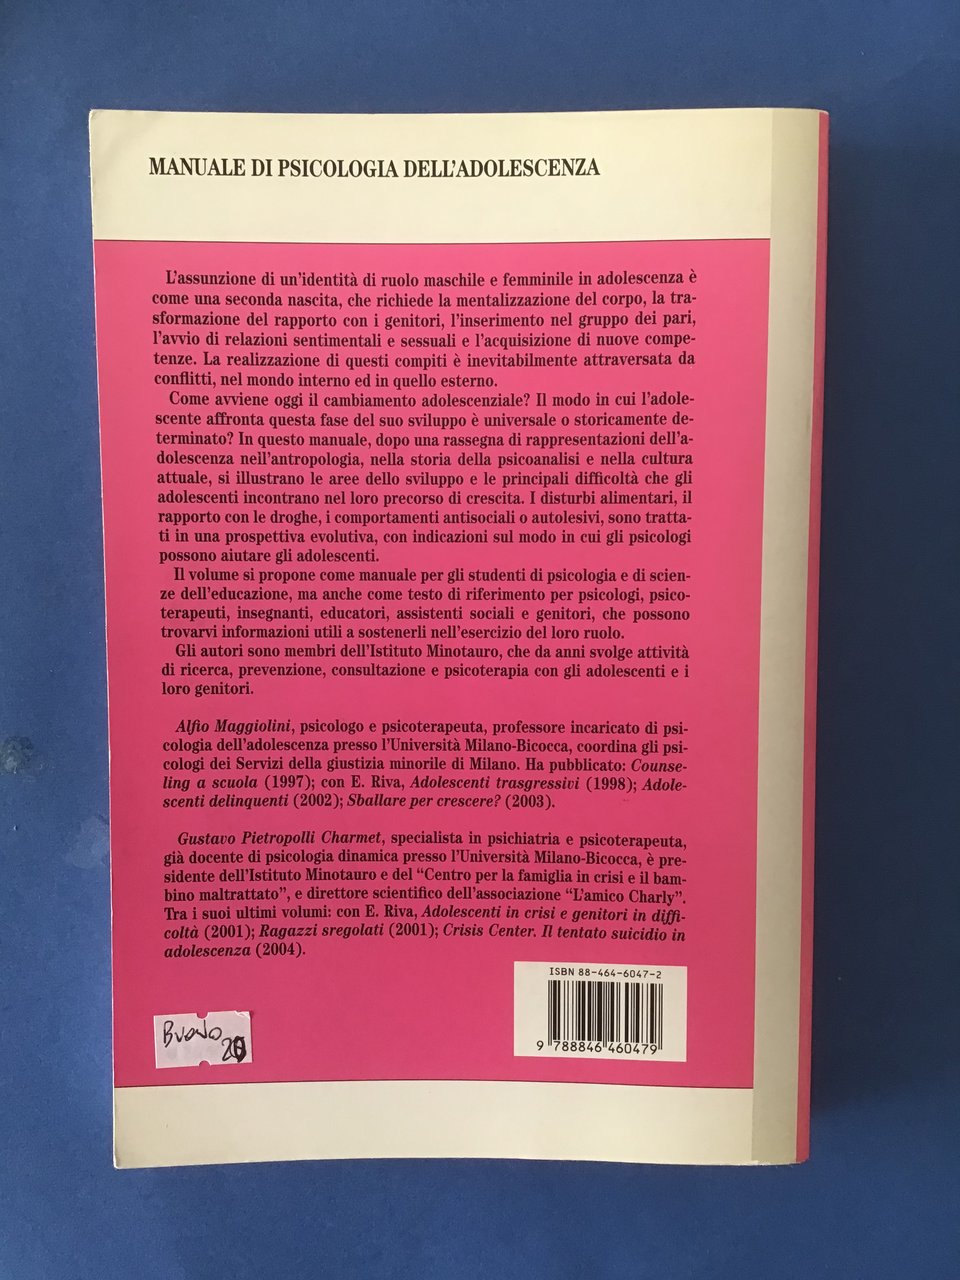 MANUALE DI PSICOLOGIA DELL'ADOLESCENZA
L'assunzione di un'identità di ruolo maschile e femminile in adolescenza è
come una seconda nascita, che richiede la mentalizzazione del corpo, la tra-
sformazione del rapporto con i genitori, l'inserimento nel gruppo dei pari,
l'avvio di relazioni sentimentali e sessuali e l'acquisizione di nuove compe-
tenze. La realizzazione di questi compiti è inevitabilmente attraversata da
conflitti, nel mondo interno ed in quello esterno.
Come avviene oggi il cambiamento adolescenziale? Il modo in cui l'adole-
scente affronta questa fase del suo sviluppo è universale o storicamente de-
terminato? In questo manuale, dopo una rassegna di rappresentazioni dell'a-
dolescenza nell'antropologia, nella storia della psicoanalisi e nella cultura
attuale, si illustrano le aree dello sviluppo e le principali difficoltà che gli
adolescenti incontrano nel loro precorso di crescita. I disturbi alimentari, il
rapporto con le droghe, i comportamenti antisociali o autolesivi, sono tratta-
ti in una prospettiva evolutiva, con indicazioni sul modo in cui gli psicologi
possono aiutare gli adolescenti.
Il volume si propone come manuale per gli studenti di psicologia e di scien-
ze dell'educazione, ma anche come testo di riferimento per psicologi, psico-
terapeuti, insegnanti, educatori, assistenti sociali e genitori, che possono
trovarvi informazioni utili a sostenerli nell'esercizio del loro ruolo.
Gli autori sono membri dell'Istituto Minotauro, che da anni svolge attività
di ricerca, prevenzione, consultazione e psicoterapia con gli adolescenti e i
loro genitori.
Alfio Maggiolini, psicologo e psicoterapeuta, professore incaricato di psi-
cologia dell'adolescenza presso l'Università Milano-Bicocca, coordina gli psi-
cologi dei Servizi della giustizia minorile di Milano. Ha pubblicato: Counse-
ling a scuola (1997); con E. Riva, Adolescenti trasgressivi (1998); Adole-
scenti delinquenti (2002); Sballare per crescere? (2003).
Gustavo Pietropolli Charmet, specialista in psichiatria e psicoterapeuta,
già docente di psicologia dinamica presso l'Università Milano-Bicocca, è pre-
sidente dell'Istituto Minotauro e del "Centro per la famiglia in crisi e il bam-
bino maltrattato", e direttore scientifico dell'associazione "L'amico Charly".
Tra i suoi ultimi volumi: con E. Riva, Adolescenti in crisi e genitori in diffi-
coltà (2001); Ragazzi sregolati (2001); Crisis Center. Il tentato suicidio in
adolescenza (2004).
ISBN 88-464-6047-2
9 788846 460479
Buono
20